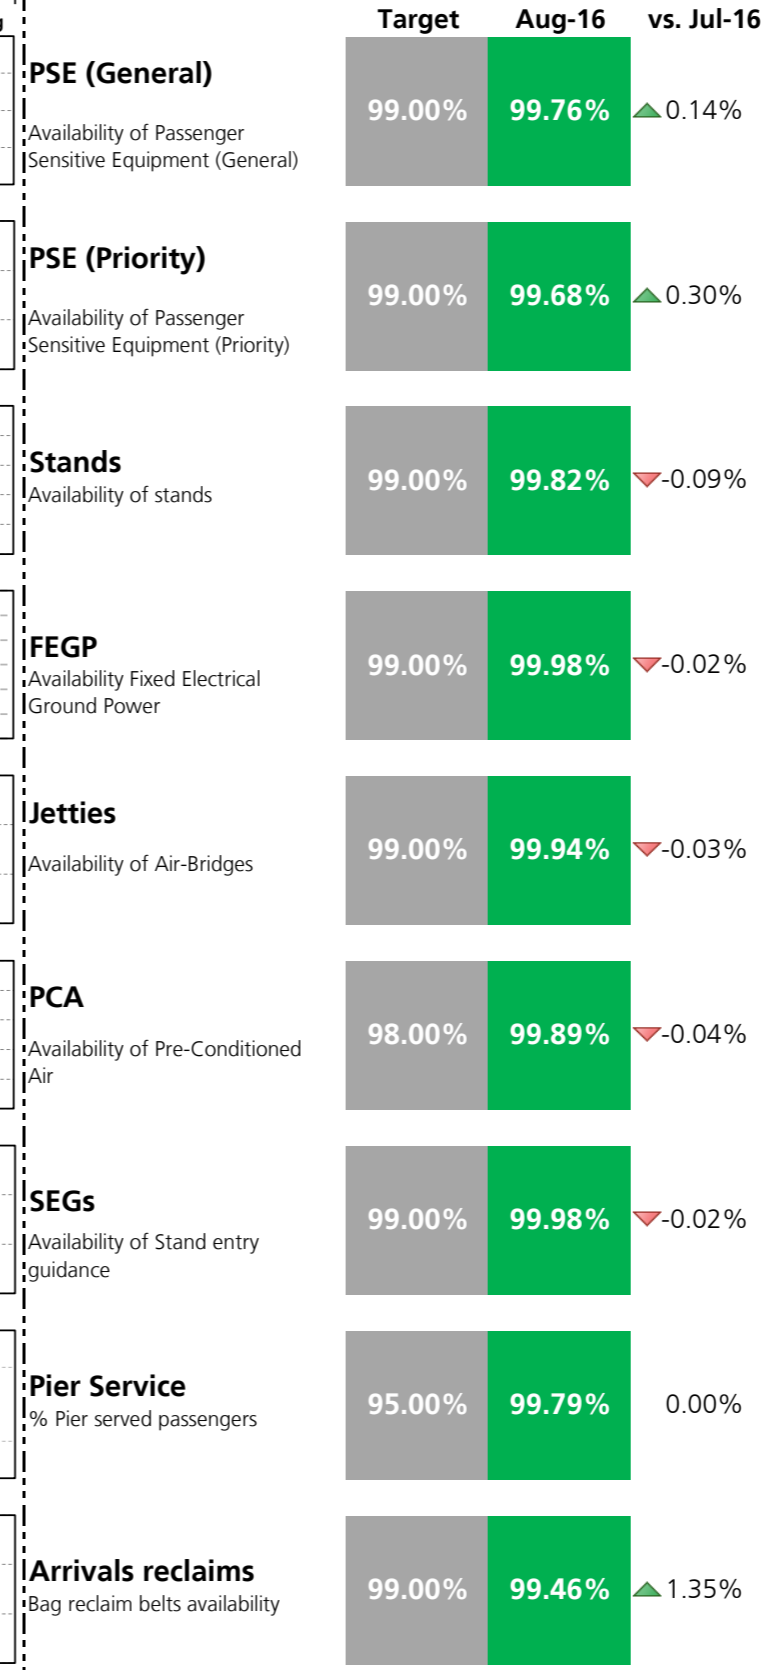 Target Aug-16 vs. Jul-16
PSE (General)
99.00% 99.76% 0.14%
Availability of Passenger
Sensitive Equipment (General)
PSE (Priority)
99.00% 99.68% 0.30%
Availability of Passenger
Sensitive Equipment (Priority)
Stands
99.00% 99.82% -0.09%
Availability of stands
FEGP
99.00% 99.98% -0.02%
Availability Fixed Electrical
Ground Power
Jetties
99.00% 99.94% -0.03%
Availability of Air-Bridges
PCA
99.00% 99.89% -0.04%
Availability of Pre-Conditioned
Air
SEGs
99.00% 99.98% -0.02%
Availability of Stand entry
guidance
Pier Service
95.00% 99.79% 0.00%
% Pier served passengers
Arrivals reclaims
99.00% 99.46% 1.35%
Bag reclaim belts availability